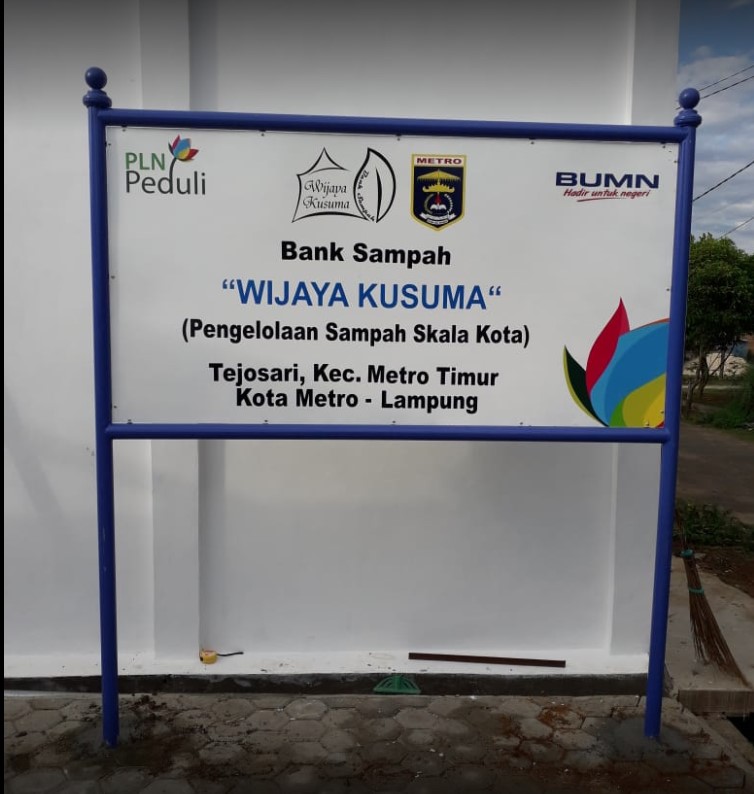 PLN
Peduli
Wijaya
Kusuma
METRO
BUMN
Hadir untuk negeri
Bank Sampah
“WIJAYA KUSUMA“
(Pengelolaan Sampah Skala Kota)
Tejosari, Kec. Metro Timur
Kota Metro - Lampung